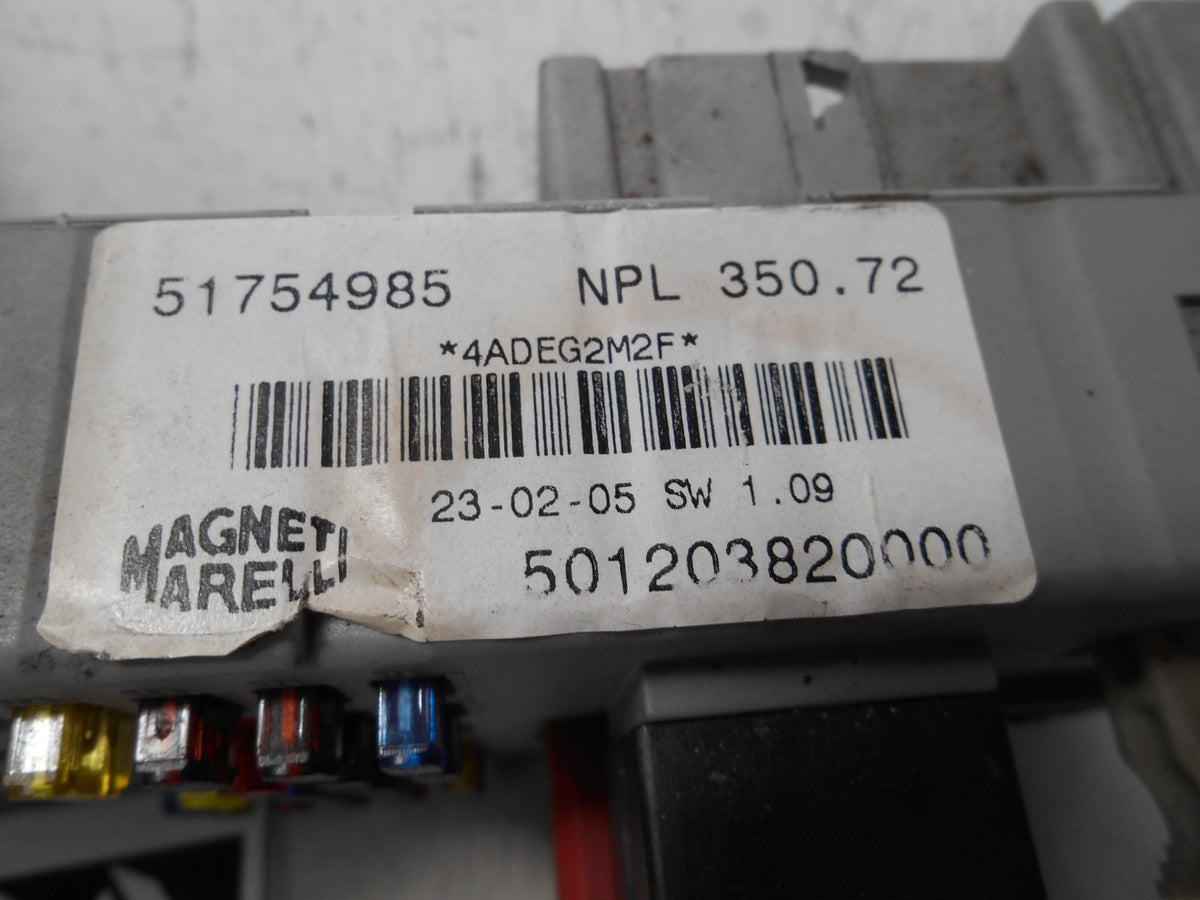 51754985 NPL 350.72
*4ADEG2M2F*
23-02-05 SW 1.09
MAGNETI
MARELLI
501203820000